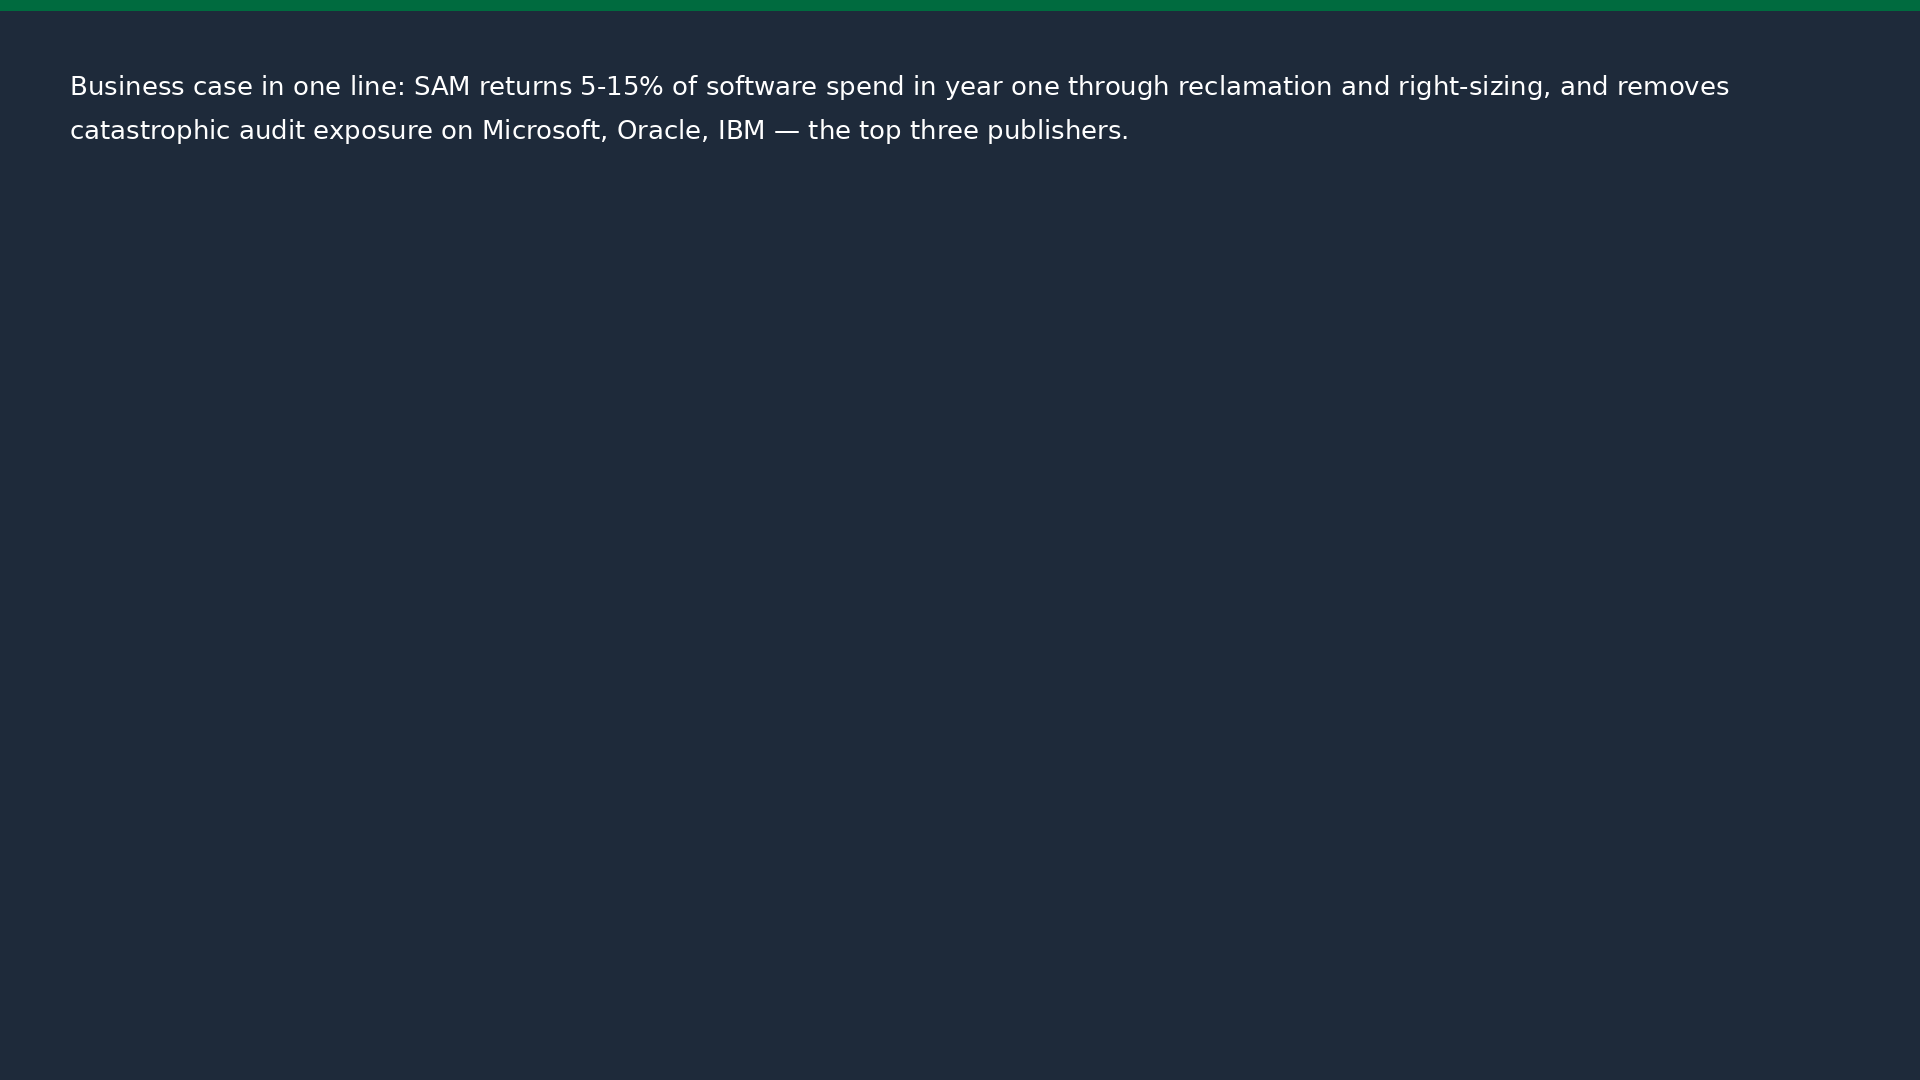 Business case in one line: SAM returns 5-15% of software spend in year one through reclamation and right-sizing, and removes
catastrophic audit exposure on Microsoft, Oracle, IBM — the top three publishers.